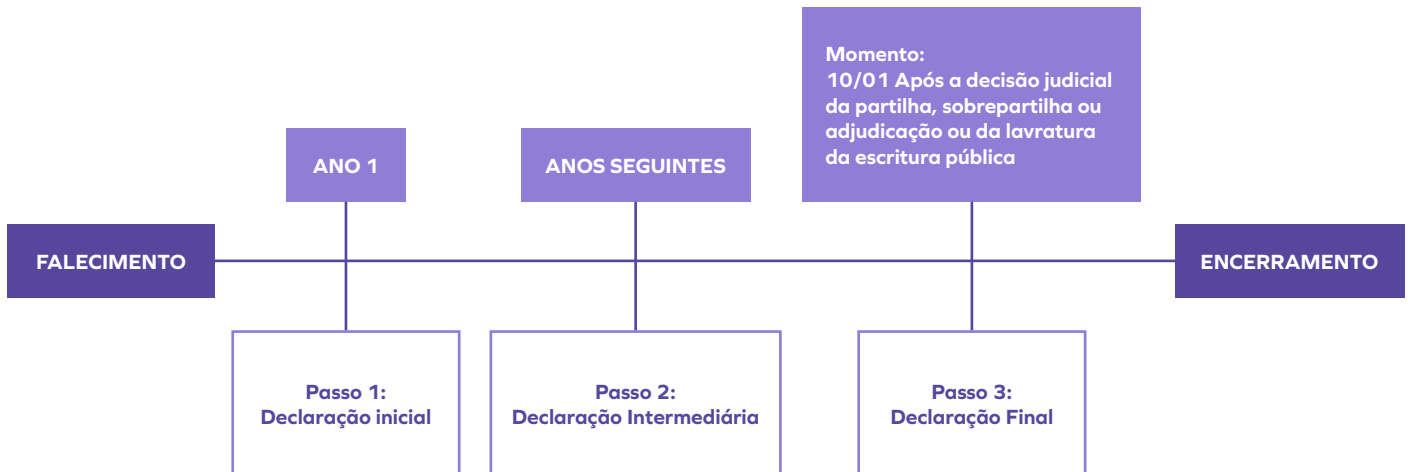 Momento:
10/01 Após a decisão judicial
da partilha, sobrepartilha ou
adjudicação ou da lavratura
da escritura pública
ANO 1
ANOS SEGUINTES
FALECIMENTO
ENCERRAMENTO
Passo 1:
Declaração inicial
Passo 2:
Declaração Intermediária
Passo 3:
Declaração Final